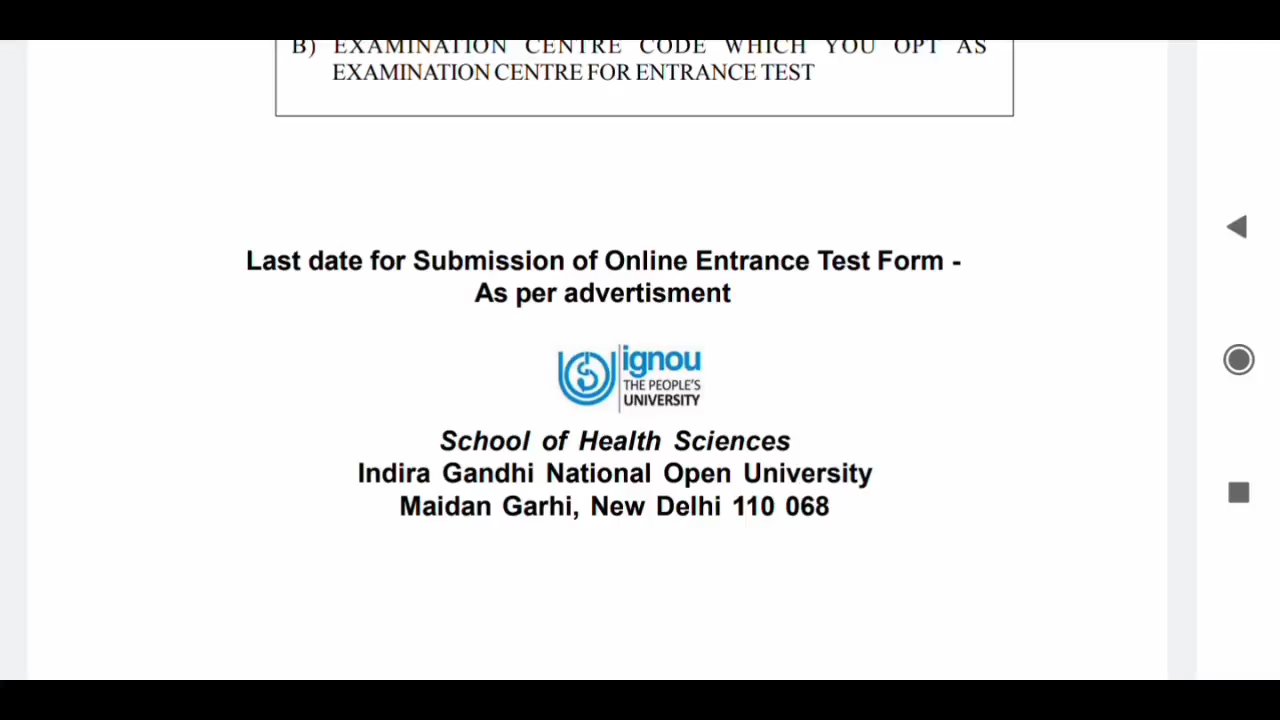 B) EXAMINATION CENTRE CODE WHICH YOU OPT AS
EXAMINATION CENTRE FOR ENTRANCE TEST
Last date for Submission of Online Entrance Test Form -
As per advertisment
ignou
THE PEOPLE'S
UNIVERSITY
School of Health Sciences
Indira Gandhi National Open University
Maidan Garhi, New Delhi 110 068